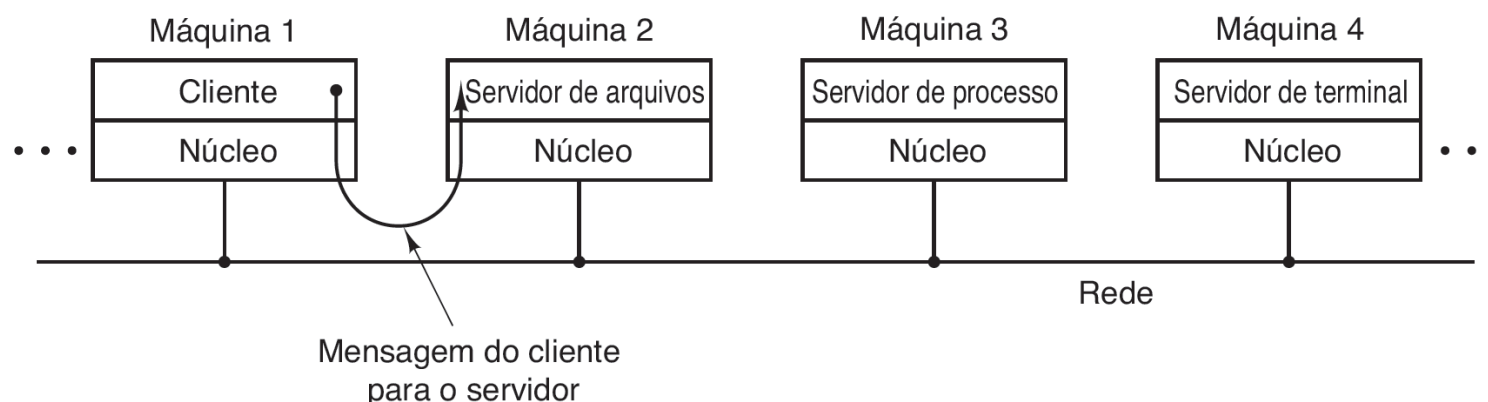 Máquina 1
Máquina 2
Máquina 3
Máquina 4
Cliente
Servidor de arquivos
Servidor de processo
Servidor de terminal
Núcleo
Núcleo
Núcleo
Núcleo
Rede
Mensagem do cliente
para o servidor